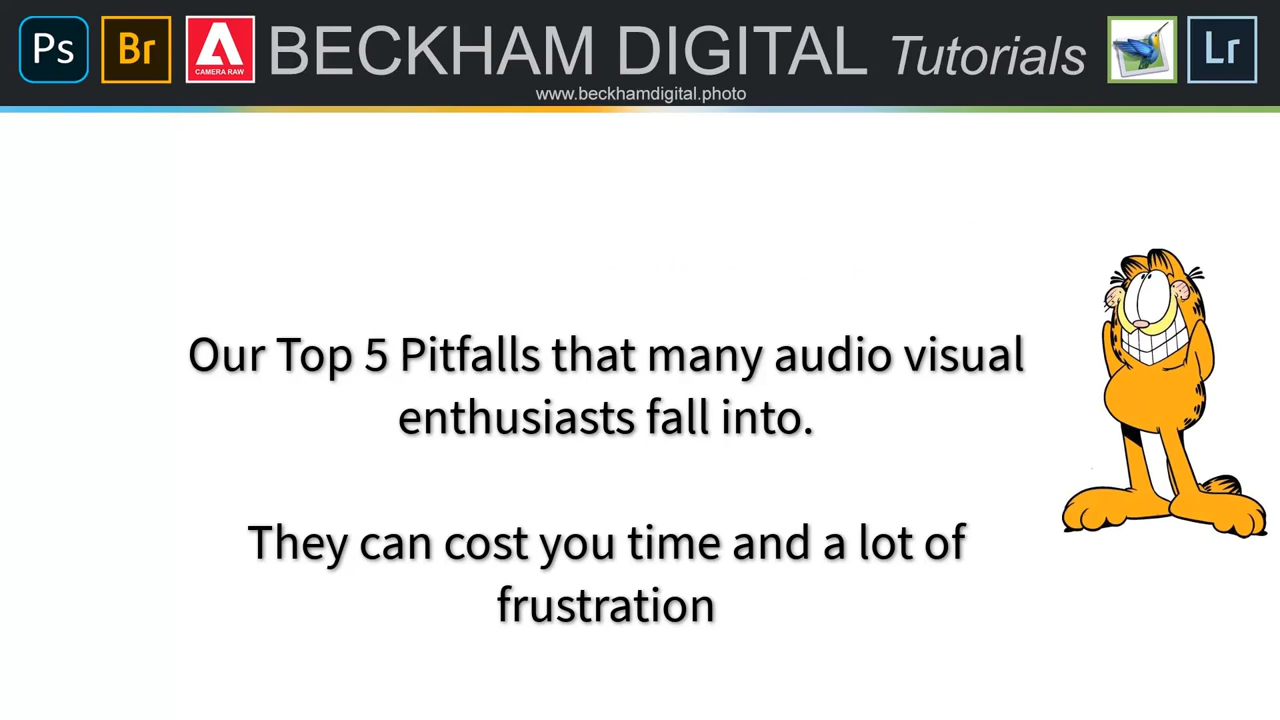 Ps Br CAMERA RAW BECKHAM DIGITAL Tutorials Lr
www.beckhamdigital.photo
Our Top 5 Pitfalls that many audio visual
enthusiasts fall into.
They can cost you time and a lot of
frustration